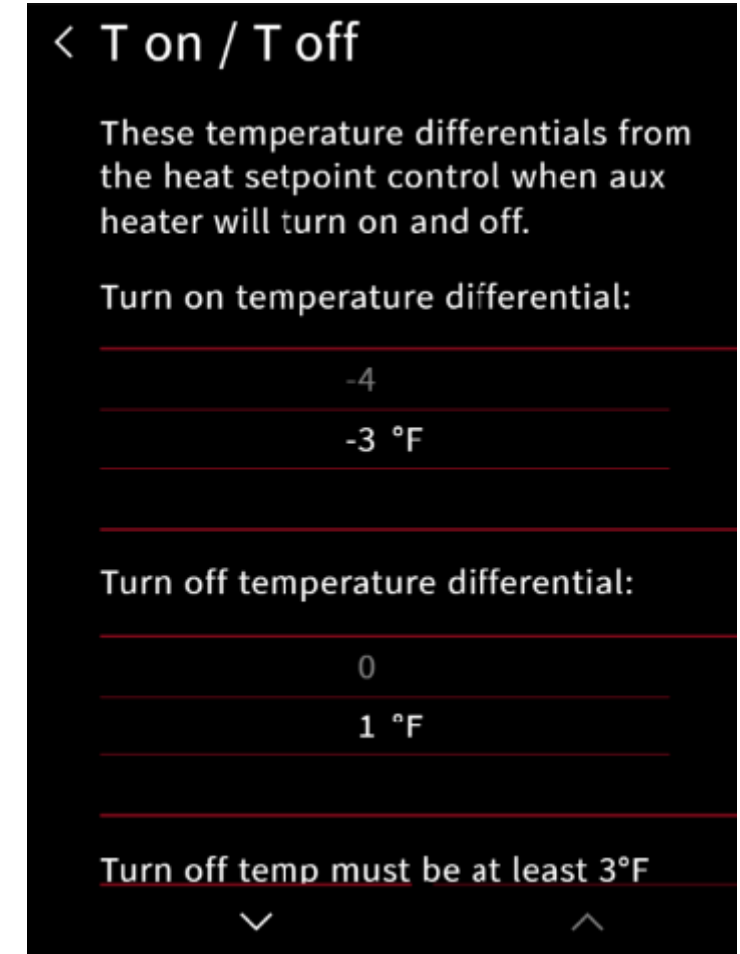 < T on / T off
These temperature differentials from
the heat setpoint control when aux
heater will turn on and off.
Turn on temperature differential:
-4
-3 °F
Turn off temperature differential:
0
1 °F
Turn off temp must be at least 3°F